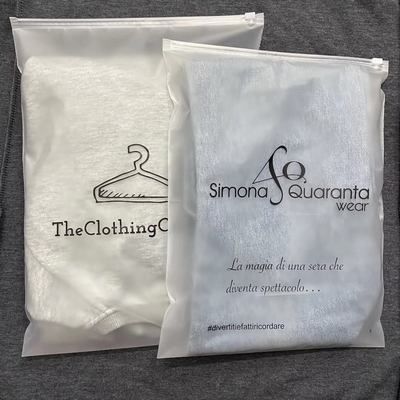 TheClothingC
SQ
Simona Quaranta
wear
La magia di una sera che
diventa spettacolo...
#divertitiefattiricordare